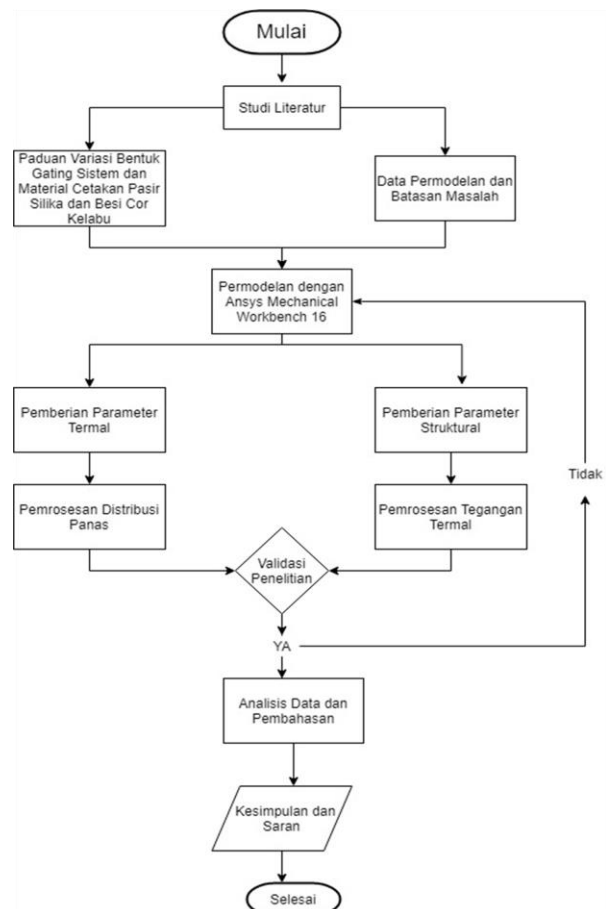 Mulai
Studi Literatur
Paduan Variasi Bentuk
Gating Sistem dan
Material Cetakan Pasir
Silika dan Besi Cor
Kelabu
Data Permodelan dan
Batasan Masalah
Permodelan dengan
Ansys Mechanical
Workbench 16
Pemberian Parameter
Termal
Pemberian Parameter
Struktural
Tidak
Pemrosesan Distribusi
Panas
Pemrosesan Tegangan
Termal
Validasi
Penelitian
YA
Analisis Data dan
Pembahasan
Kesimpulan dan
Saran
Selesai